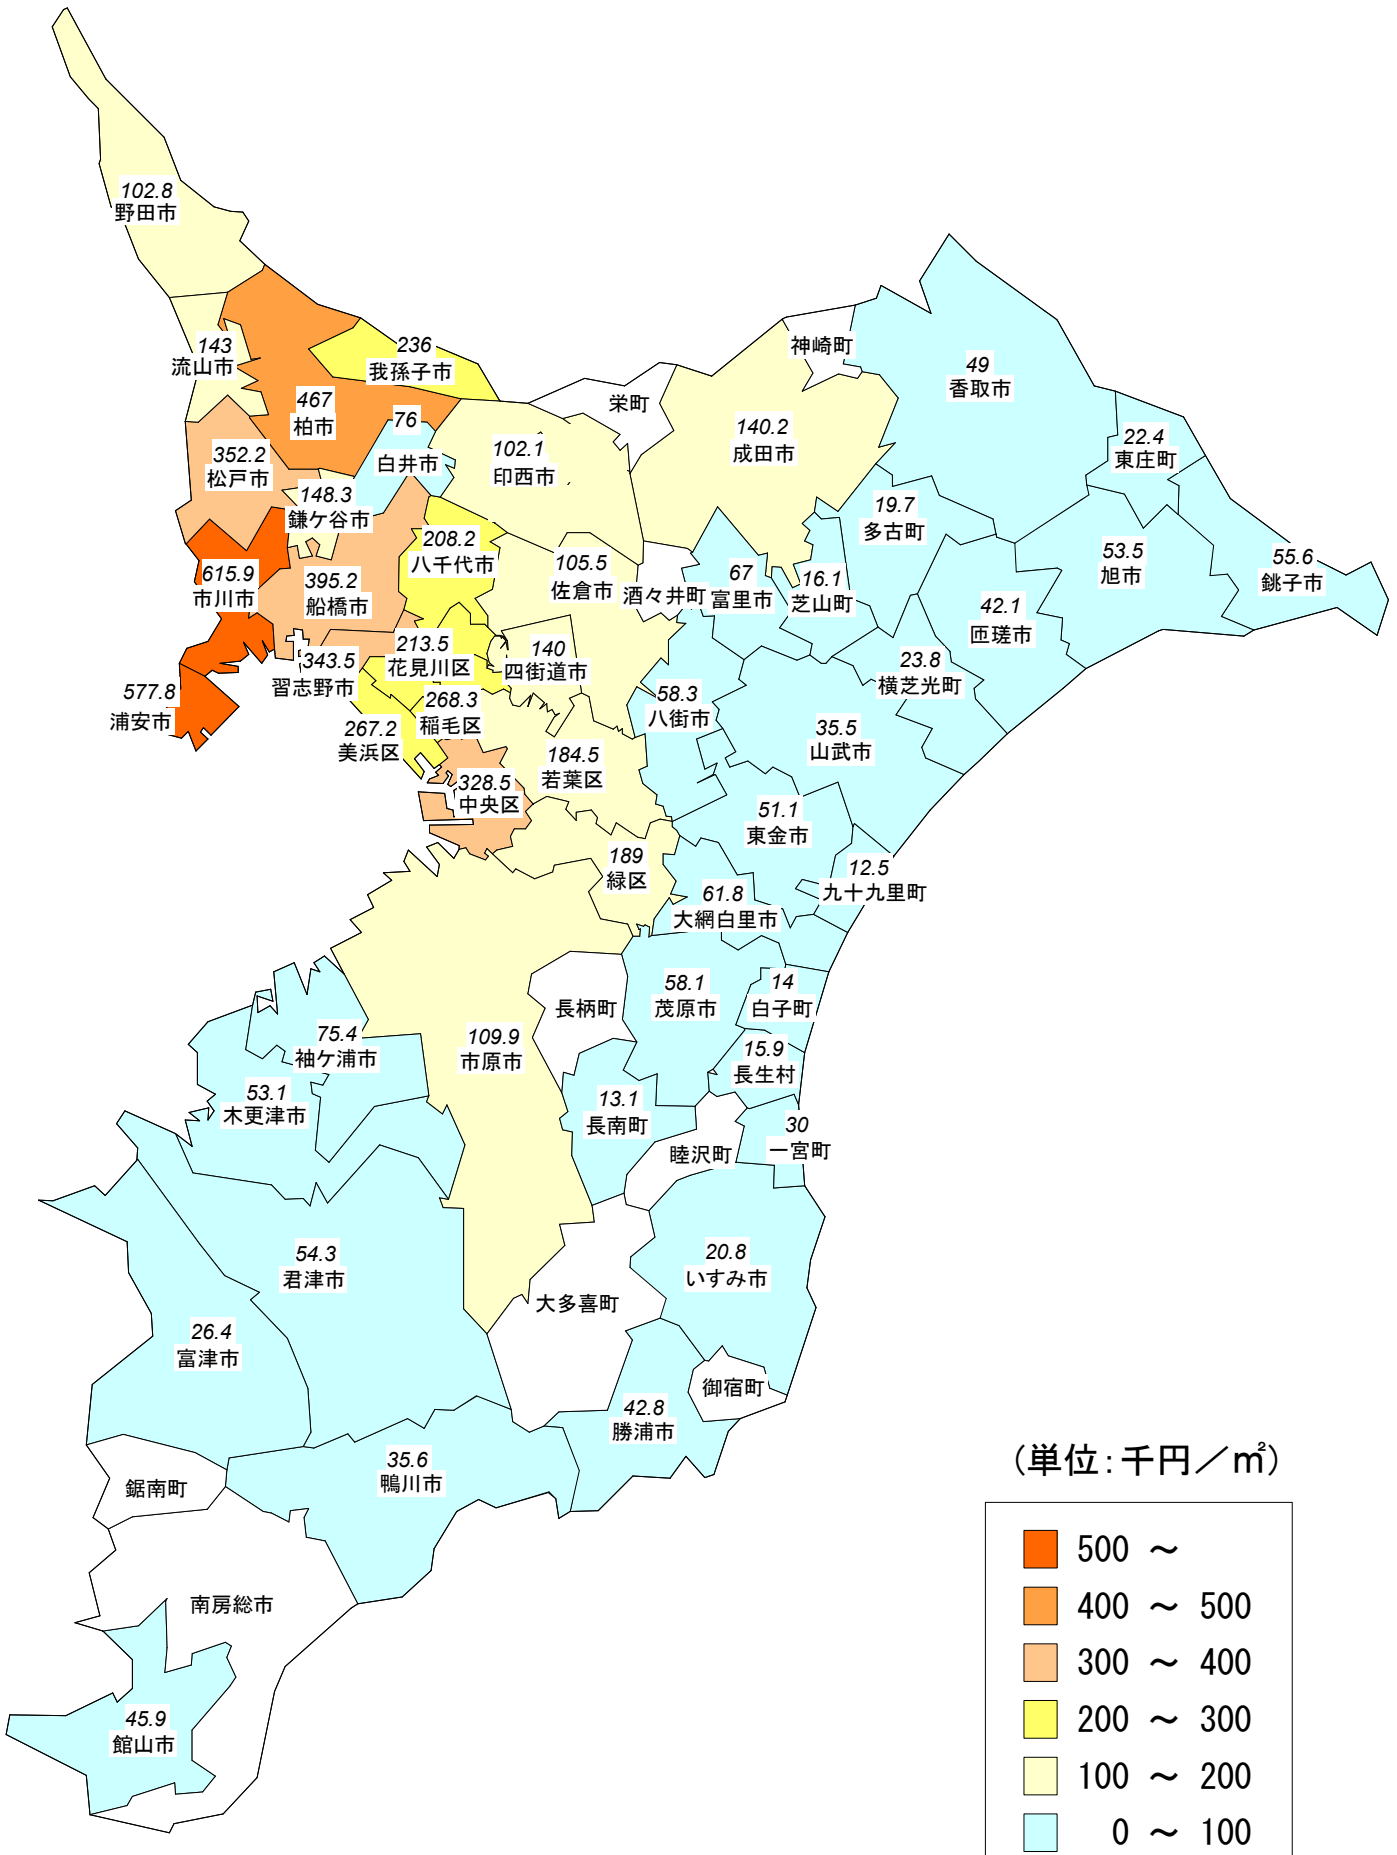 102.8
野田市
143
流山市
236
我孫子市
467
柏市
76
白井市
352.2
松戸市
148.3
鎌ケ谷市
102.1
印西市
栄町
神崎町
140.2
成田市
49
香取市
22.4
東庄町
19.7
多古町
53.5
旭市
55.6
銚子市
208.2
八千代市
105.5
佐倉市
酒々井町
67
富里市
16.1
芝山町
42.1
匝瑳市
615.9
市川市
395.2
船橋市
343.5
習志野市
213.5
花見川区
140
四街道市
23.8
横芝光町
577.8
浦安市
267.2
美浜区
268.3
稲毛区
58.3
八街市
35.5
山武市
184.5
若葉区
328.5
中央区
51.1
東金市
189
緑区
12.5
九十九里町
61.8
大網白里市
58.1
茂原市
14
白子町
長柄町
75.4
袖ケ浦市
109.9
市原市
15.9
長生村
53.1
木更津市
13.1
長南町
30
一宮町
睦沢町
54.3
君津市
20.8
いすみ市
大多喜町
26.4
富津市
御宿町
42.8
勝浦市
35.6
鴨川市
鋸南町
南房総市
45.9
館山市
（単位：千円／㎡）
500 ～
400 ～ 500
300 ～ 400
200 ～ 300
100 ～ 200
0 ～ 100